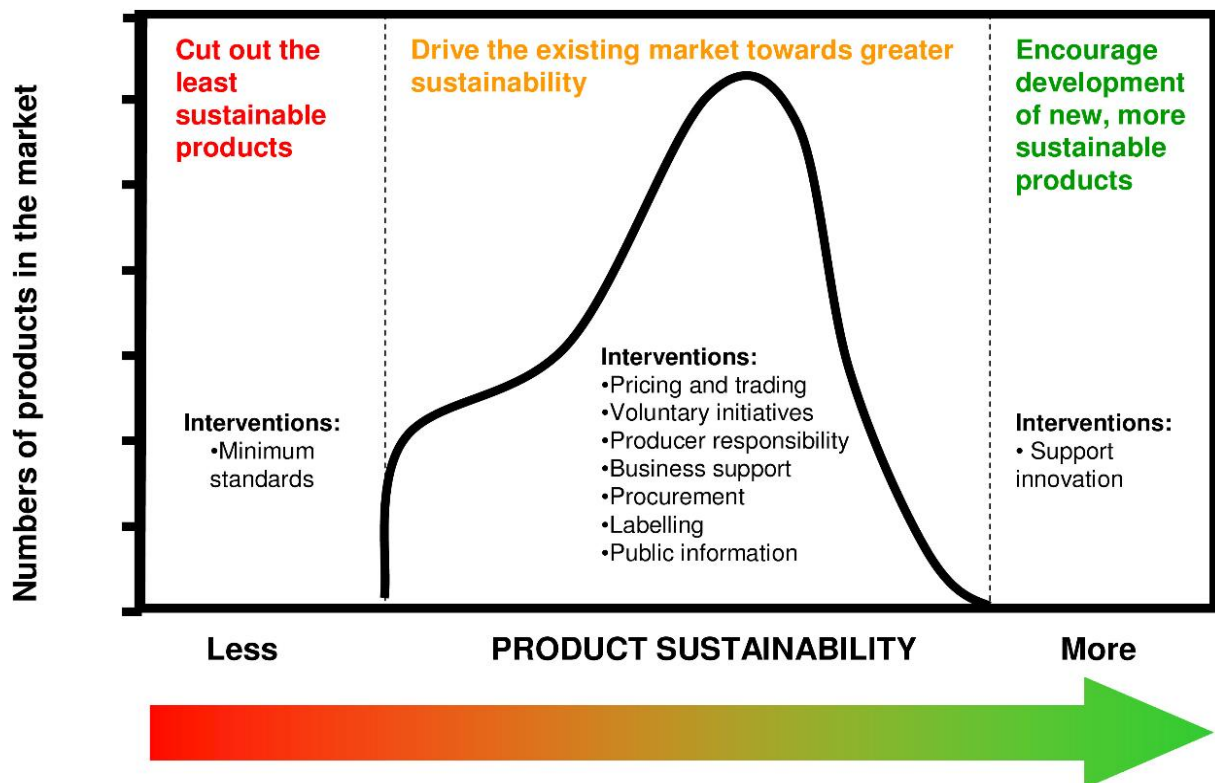 Numbers of products in the market
Cut out the
least
sustainable
products
Drive the existing market towards greater
sustainability
Encourage
development
of new, more
sustainable
products
Interventions:
•Minimum
standards
Interventions:
•Pricing and trading
•Voluntary initiatives
•Producer responsibility
•Business support
•Procurement
•Labelling
•Public information
Interventions:
• Support
innovation
Less
PRODUCT SUSTAINABILITY
More